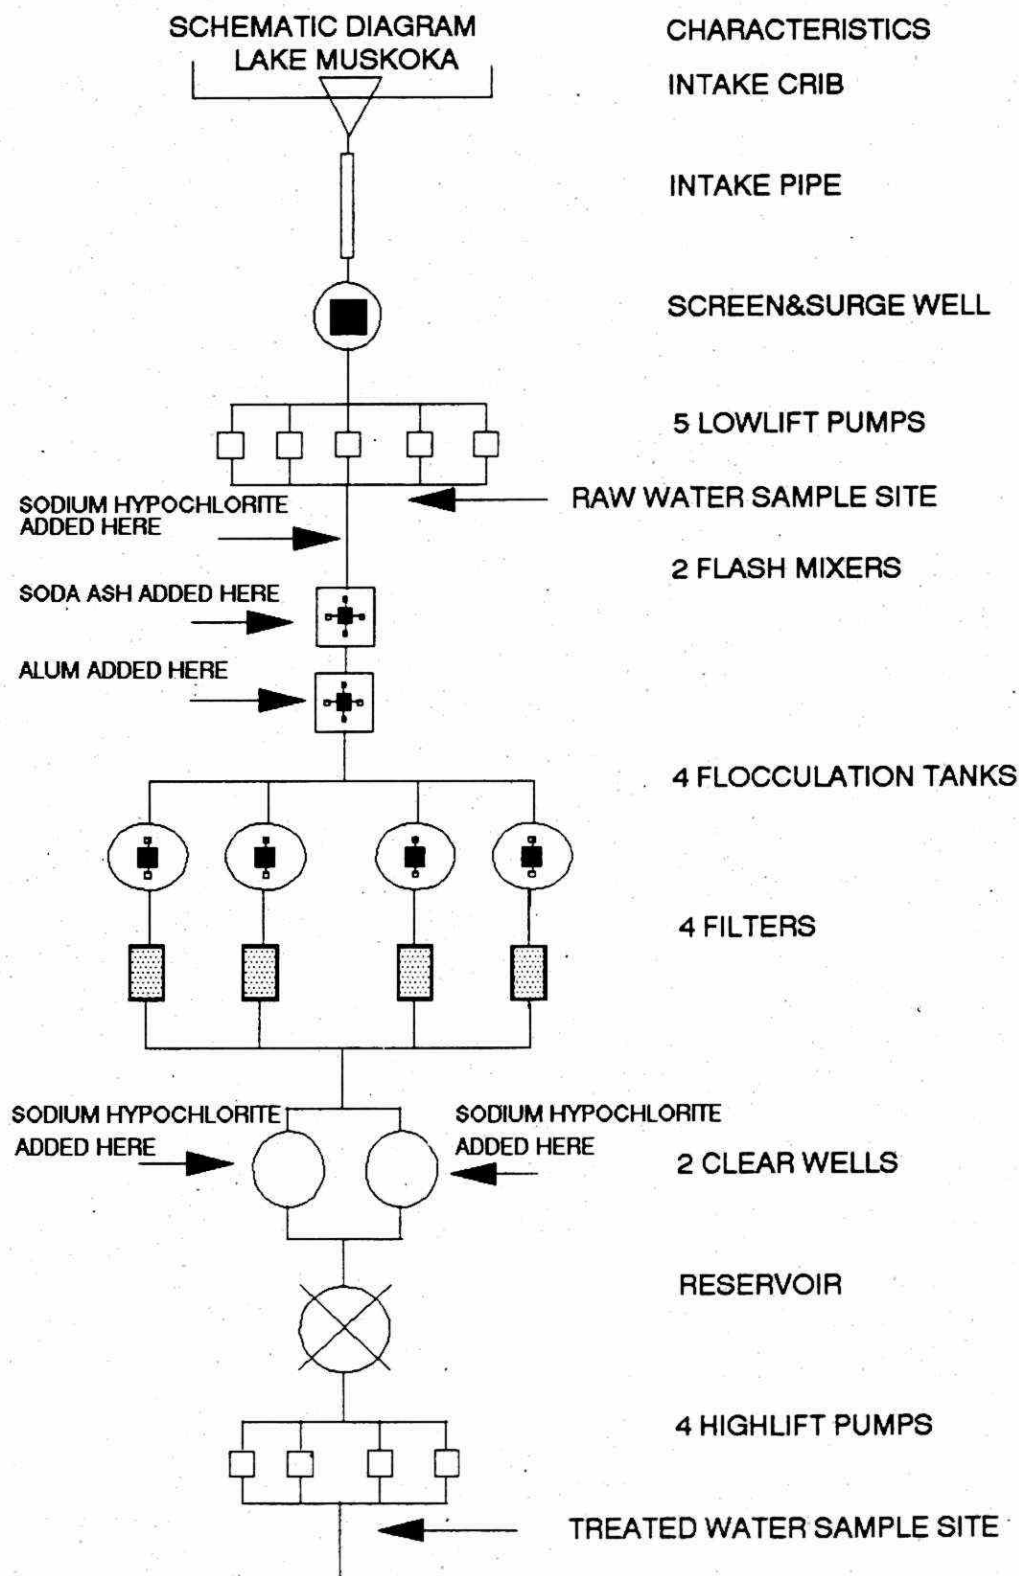 SCHEMATIC DIAGRAM
LAKE MUSKOKA
CHARACTERISTICS
INTAKE CRIB
INTAKE PIPE
SCREEN&SURGE WELL
5 LOWLIFT PUMPS
RAW WATER SAMPLE SITE
SODIUM HYPOCHLORITE
ADDED HERE
2 FLASH MIXERS
SODA ASH ADDED HERE
ALUM ADDED HERE
4 FLOCCULATION TANKS
4 FILTERS
SODIUM HYPOCHLORITE
ADDED HERE
SODIUM HYPOCHLORITE
ADDED HERE
2 CLEAR WELLS
RESERVOIR
4 HIGHLIFT PUMPS
TREATED WATER SAMPLE SITE